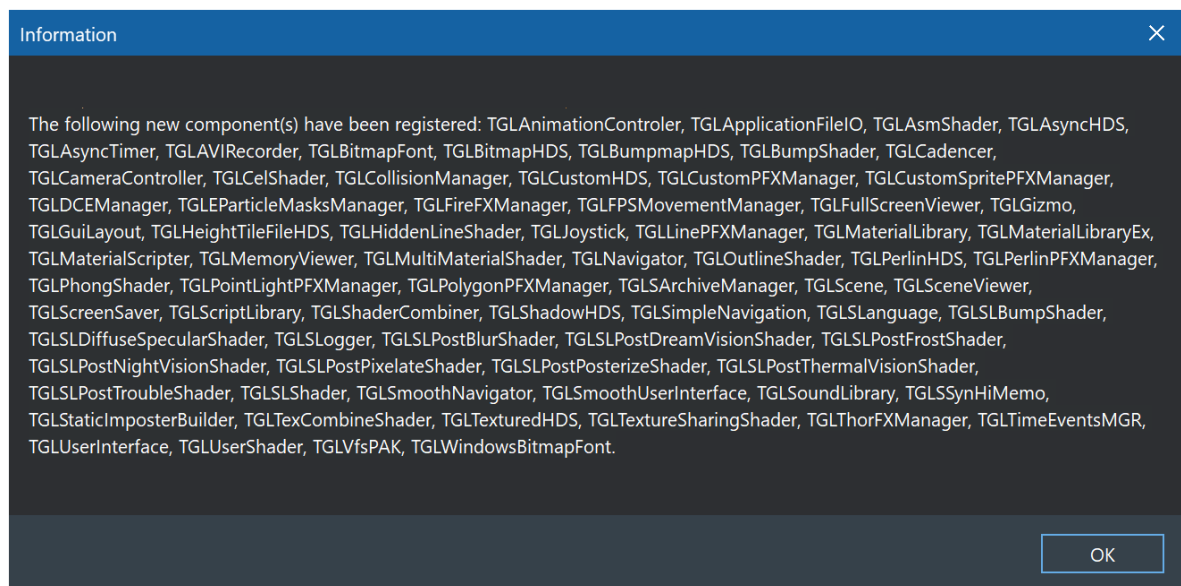 Information
The following new component(s) have been registered: TGLAnimationControler, TGLApplicationFileIO, TGLAsmShader, TGLAsyncHDS,
TGLAsyncTimer, TGLAVIRecorder, TGLBitmapFont, TGLBitmapHDS, TGLBumpmapHDS, TGLBumpShader, TGLCadencer,
TGLCameraController, TGLCelShader, TGLCollisionManager, TGLCustomHDS, TGLCustomPFXManager, TGLCustomSpritePFXManager,
TGLDCEManager, TGLEParticleMasksManager, TGLFireFXManager, TGLFPSMovementManager, TGLFullScreenViewer, TGLGizmo,
TGLGuiLayout, TGLHeightTileFileHDS, TGLHiddenLineShader, TGLJoystick, TGLLinePFXManager, TGLMaterialLibrary, TGLMaterialLibraryEx,
TGLMaterialScripter, TGLMemoryViewer, TGLMultiMaterialShader, TGLNavigator, TGLOutlineShader, TGLPerlinHDS, TGLPerlinPFXManager,
TGLPhongShader, TGLPointLightPFXManager, TGLPolygonPFXManager, TGLSArchiveManager, TGLScene, TGLSceneViewer,
TGLScreenSaver, TGLScriptLibrary, TGLShaderCombiner, TGLShadowHDS, TGLSimpleNavigation, TGLSLanguage, TGLSLBumpShader,
TGLSLDiffuseSpecularShader, TGLSLogger, TGLSLPostBlurShader, TGLSLPostDreamVisionShader, TGLSLPostFrostShader,
TGLSLPostNightVisionShader, TGLSLPostPixelateShader, TGLSLPostPosterizeShader, TGLSLPostThermalVisionShader,
TGLSLPostTroubleShader, TGLSLShader, TGLSmoothNavigator, TGLSmoothUserInterface, TGLSoundLibrary, TGLSSynHiMemo,
TGLStaticImposterBuilder, TGLTexCombineShader, TGLTexturedHDS, TGLTextureSharingShader, TGLThorFXManager, TGLTimeEventsMGR,
TGLUserInterface, TGLUserShader, TGLVfsPAK, TGLWindowsBitmapFont.
OK